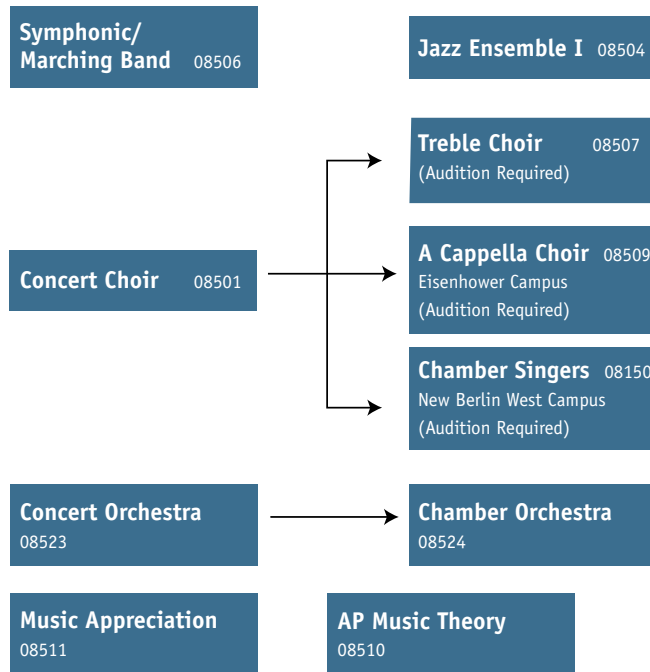 Symphonic/
Marching Band 08506
Jazz Ensemble I 08504
Treble Choir 08507
(Audition Required)
Concert Choir 08501
A Cappella Choir 08509
Eisenhower Campus
(Audition Required)
Chamber Singers 08150
New Berlin West Campus
(Audition Required)
Concert Orchestra
08523
Chamber Orchestra
08524
Music Appreciation
08511
AP Music Theory
08510